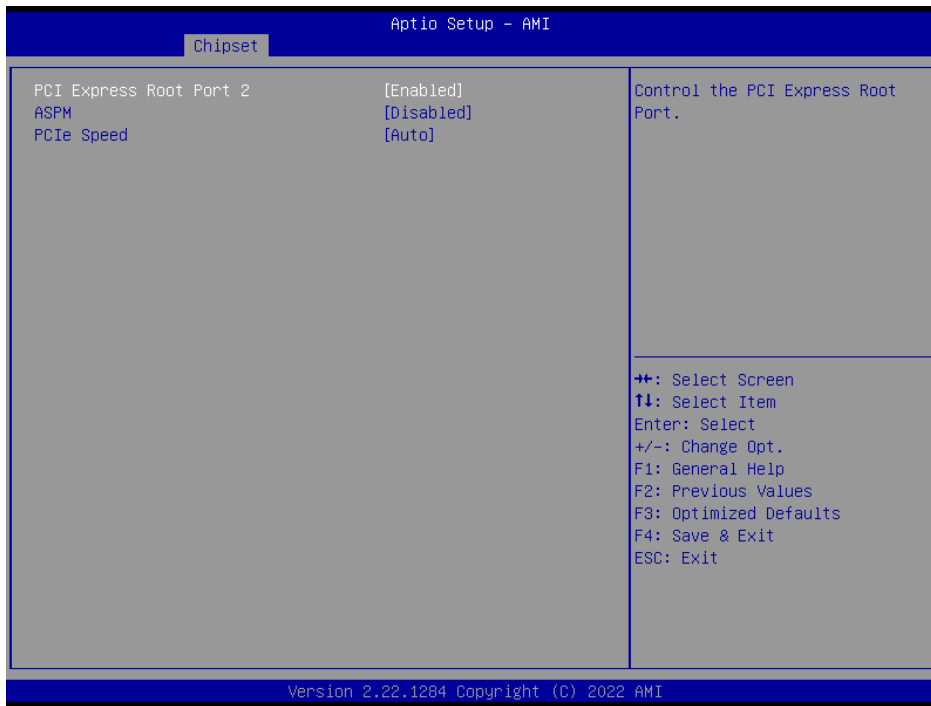 Aptio Setup – AMI
Chipset
PCI Express Root Port 2 [Enabled]
ASPM [Disabled]
PCIe Speed [Auto]
Control the PCI Express Root
Port.
→←: Select Screen
↑↓: Select Item
Enter: Select
+/-: Change Opt.
F1: General Help
F2: Previous Values
F3: Optimized Defaults
F4: Save & Exit
ESC: Exit
Version 2.22.1284 Copyright (C) 2022 AMI